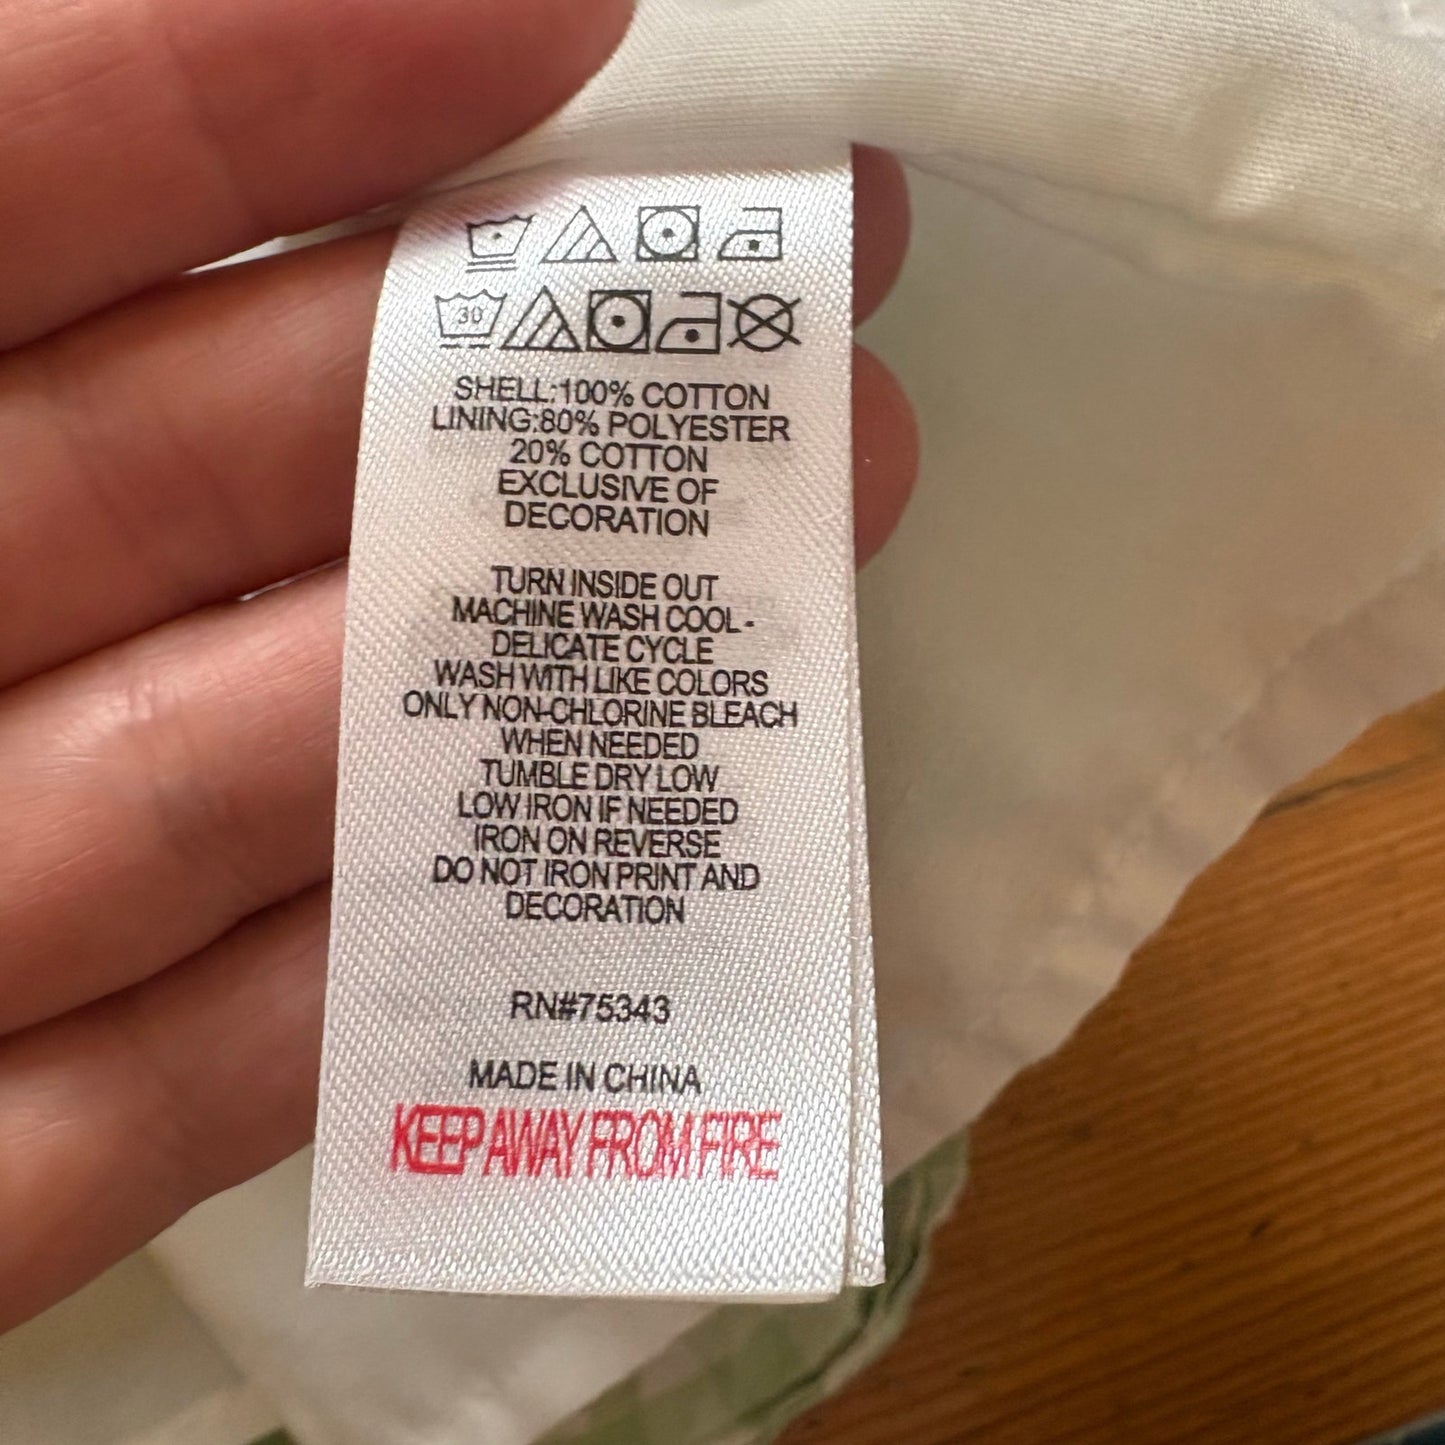 30
SHELL:100% COTTON
LINING:80% POLYESTER
20% COTTON
EXCLUSIVE OF
DECORATION
TURN INSIDE OUT
MACHINE WASH COOL-
DELICATE CYCLE
WASH WITH LIKE COLORS
ONLY NON-CHLORINE BLEACH
WHEN NEEDED
TUMBLE DRY LOW
LOW IRON IF NEEDED
IRON ON REVERSE
DO NOT IRON PRINT AND
DECORATION
RN#75343
MADE IN CHINA
KEEP AWAY FROM FIRE